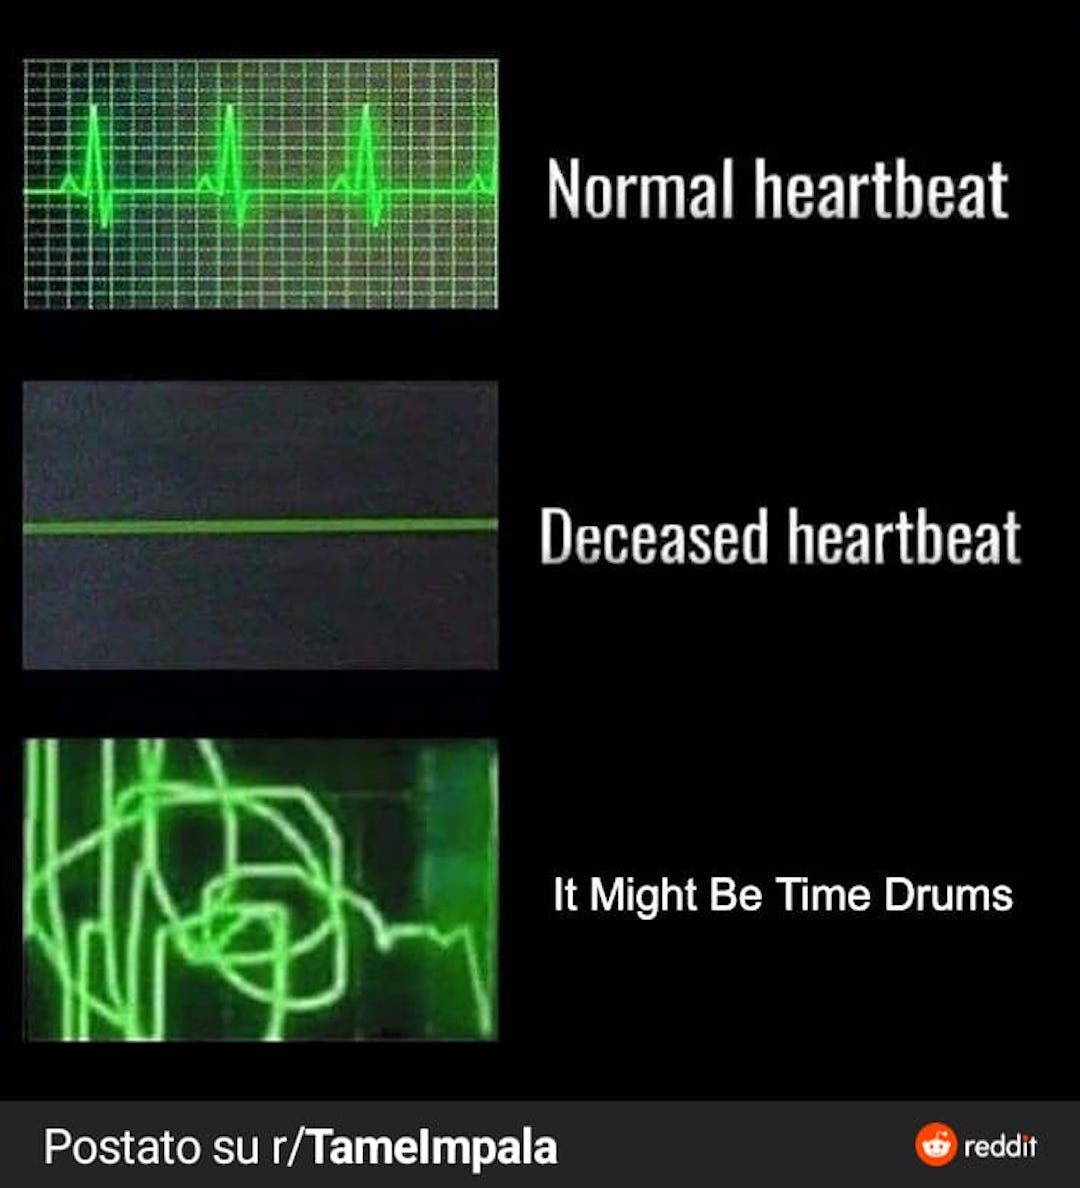 Normal heartbeat
Deceased heartbeat
It Might Be Time Drums
Postato su r/TameImpala
reddit